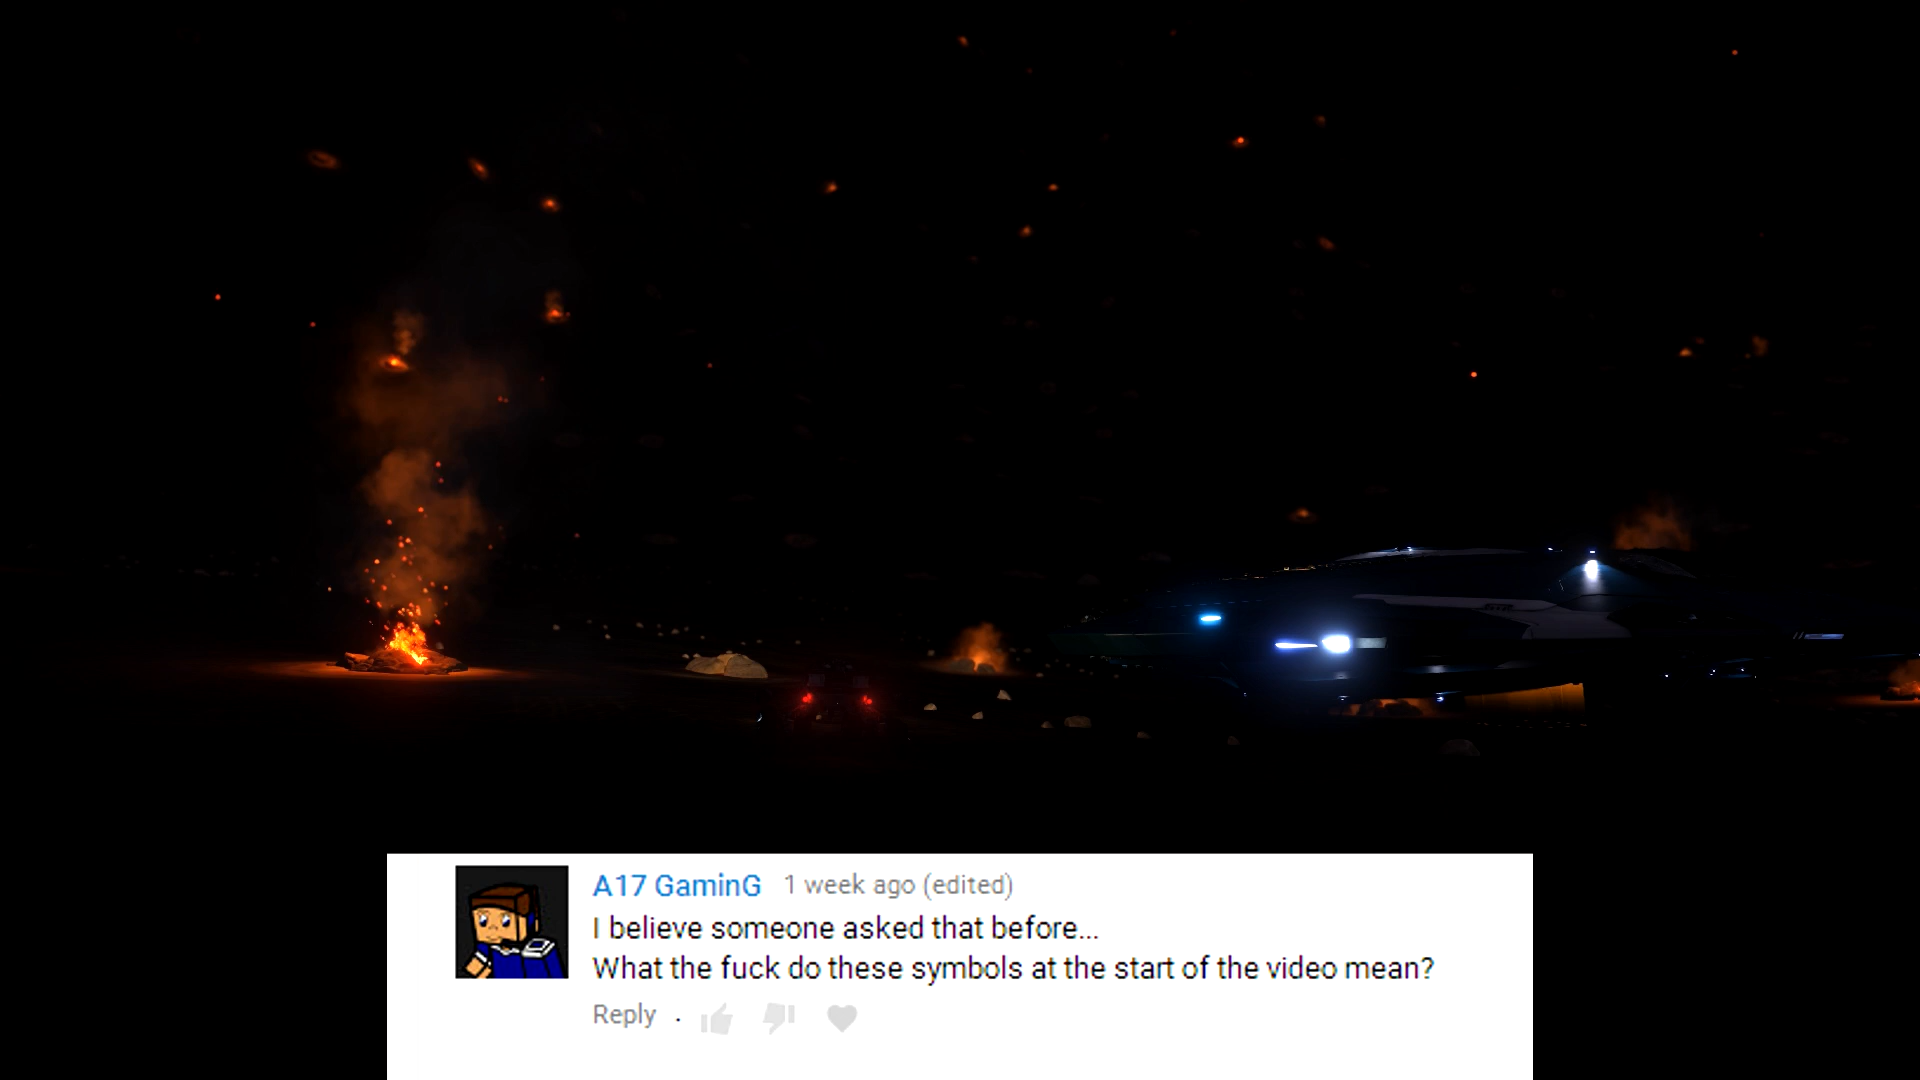 A17 GaminG 1 week ago (edited)
I believe someone asked that before...
What the fuck do these symbols at the start of the video mean?
Reply .